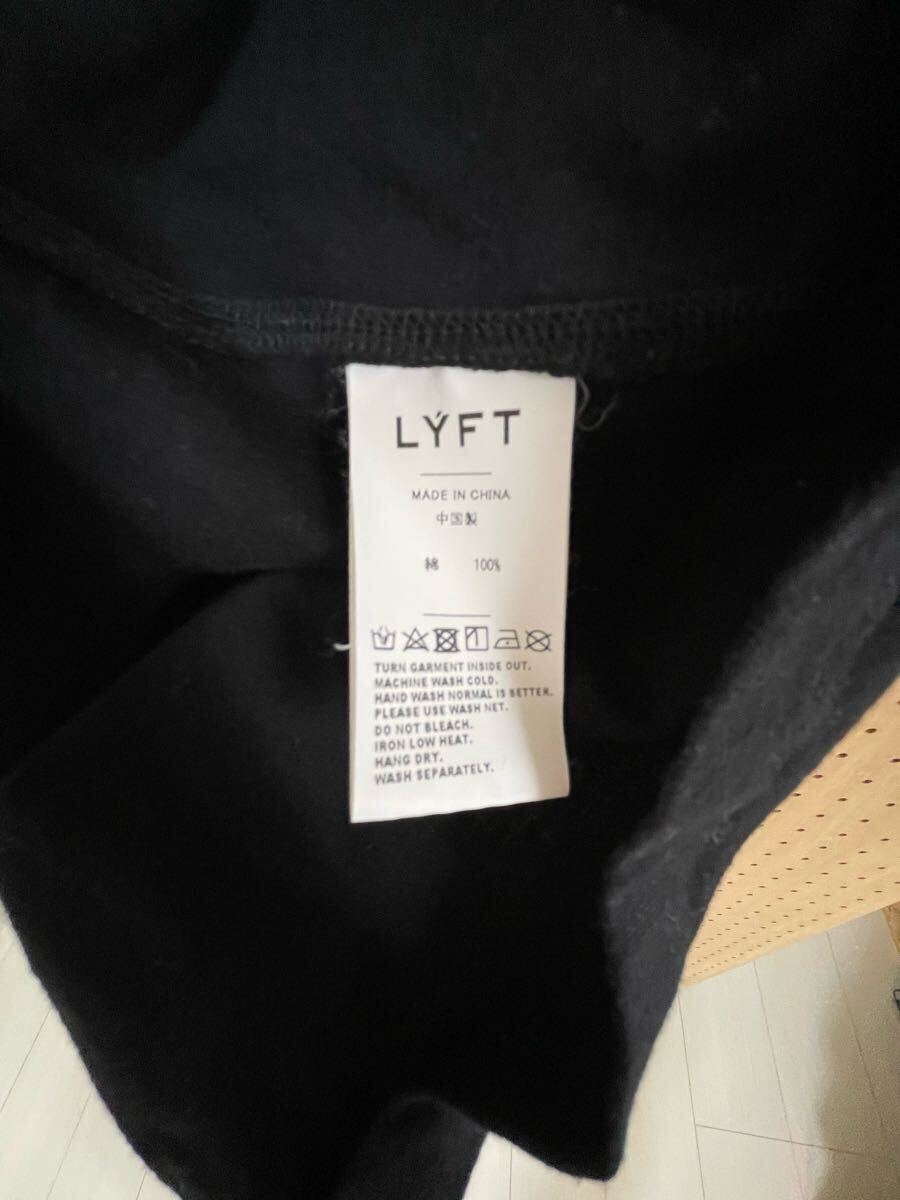 LÝFT
MADE IN CHINA
中国製
綿 100%
TURN GARMENT INSIDE OUT.
MACHINE WASH COLD.
HAND WASH NORMAL IS BETTER.
PLEASE USE WASH NET.
DO NOT BLEACH.
IRON LOW HEAT.
HANG DRY.
WASH SEPARATELY.